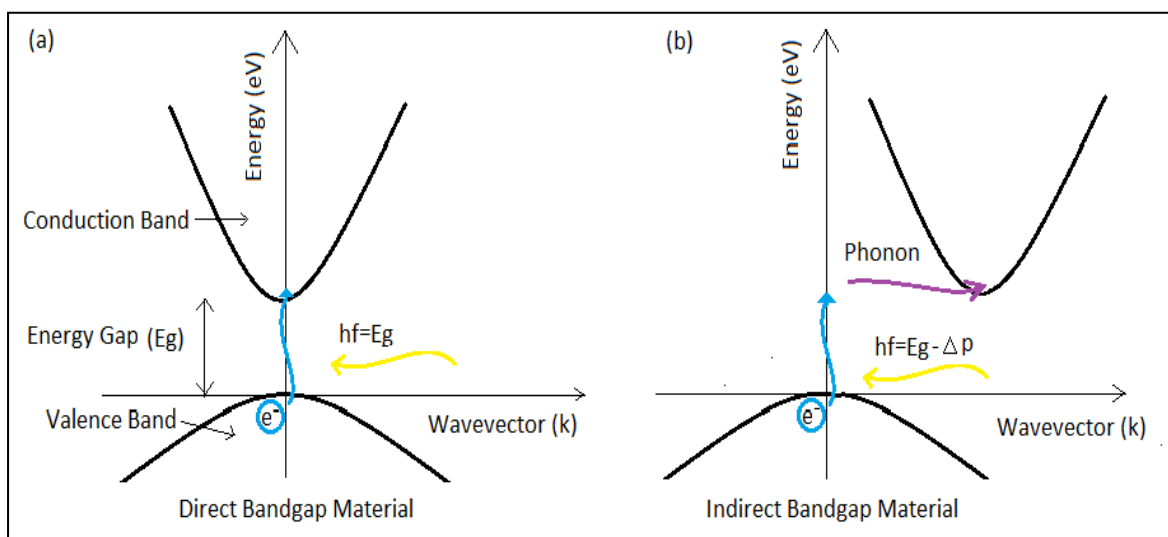 (a)
Energy (eV)
Conduction Band
Energy Gap (Eg)
hf=Eg
Valence Band
e-
Wavevector (k)
Direct Bandgap Material
(b)
Energy (eV)
Phonon
hf=Eg - Δp
e-
Wavevector (k)
Indirect Bandgap Material